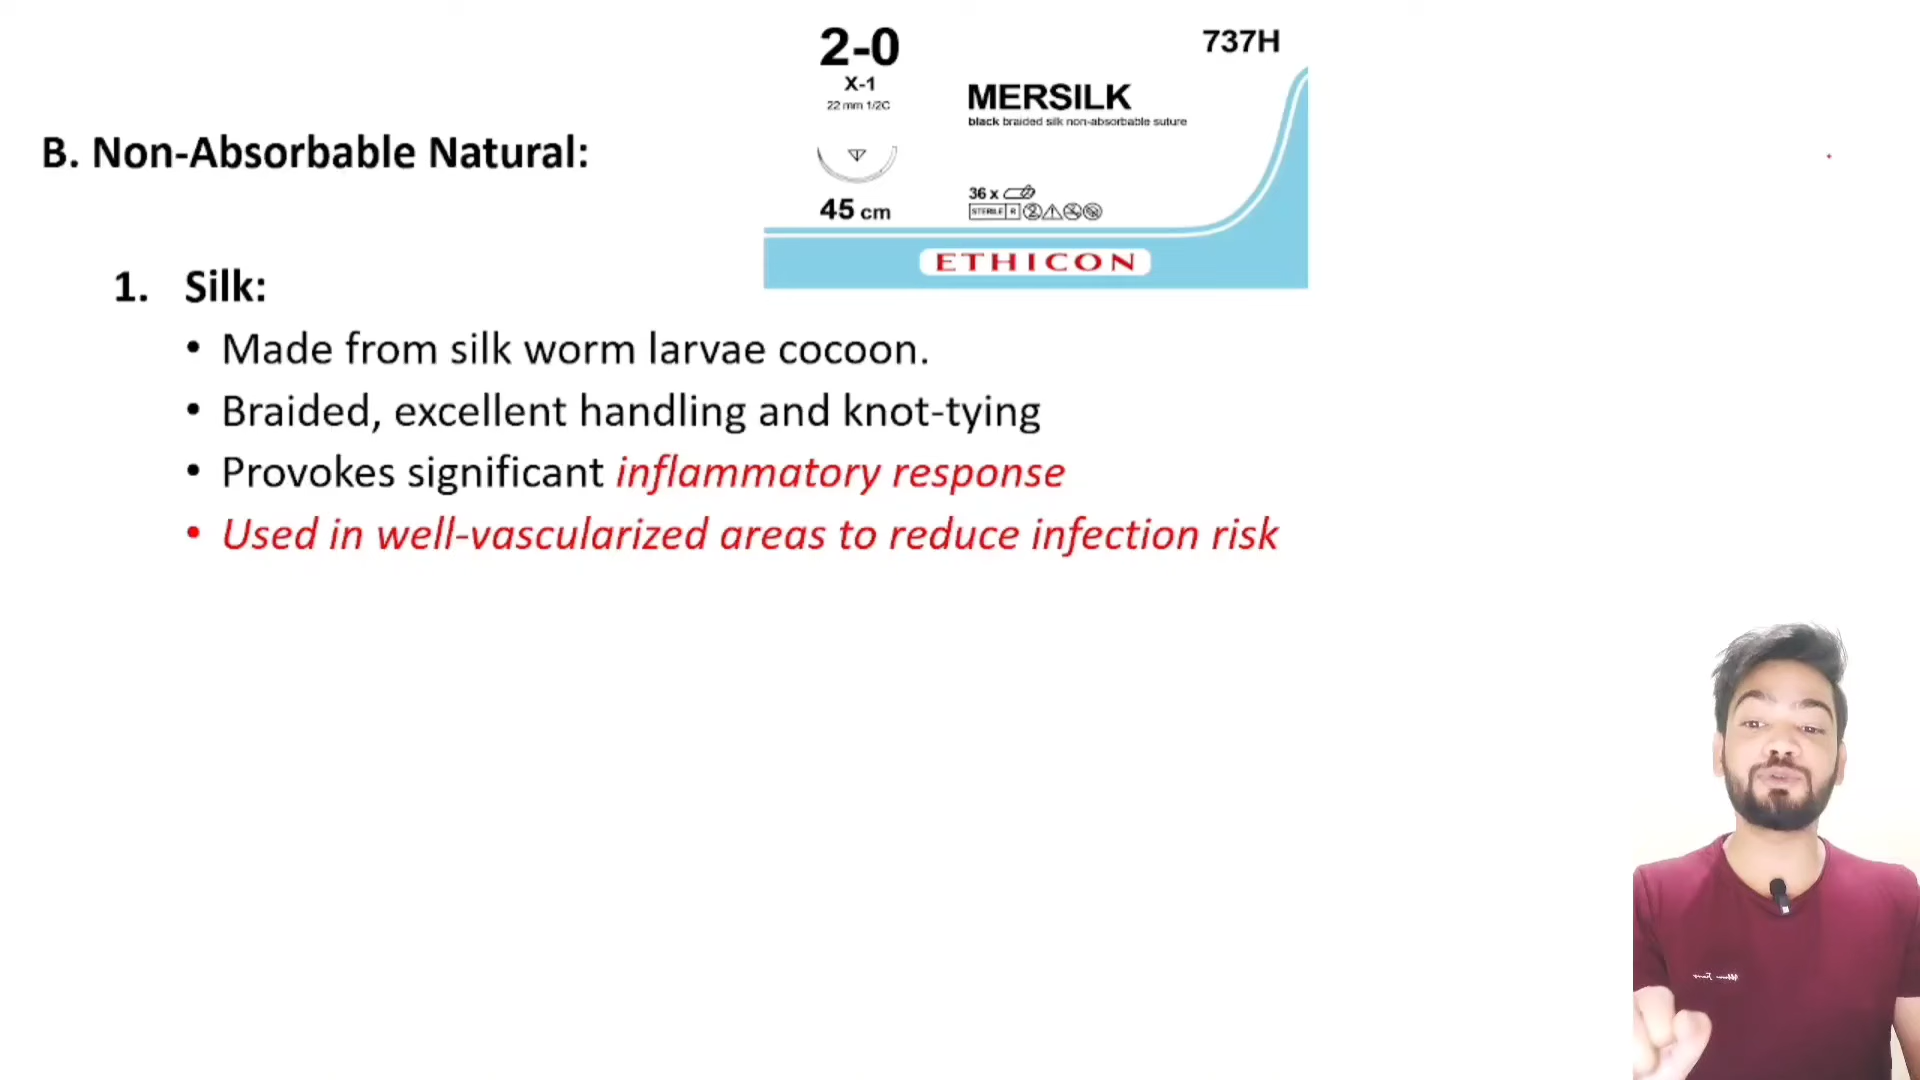 2-0
X-1
22 mm 1/2C
45 cm
737H
MERSILK
black braided silk non-absorbable suture
36 x
STERILE R
ETHICON
B. Non-Absorbable Natural:
1. Silk:
• Made from silk worm larvae cocoon.
• Braided, excellent handling and knot-tying
• Provokes significant inflammatory response
• Used in well-vascularized areas to reduce infection risk